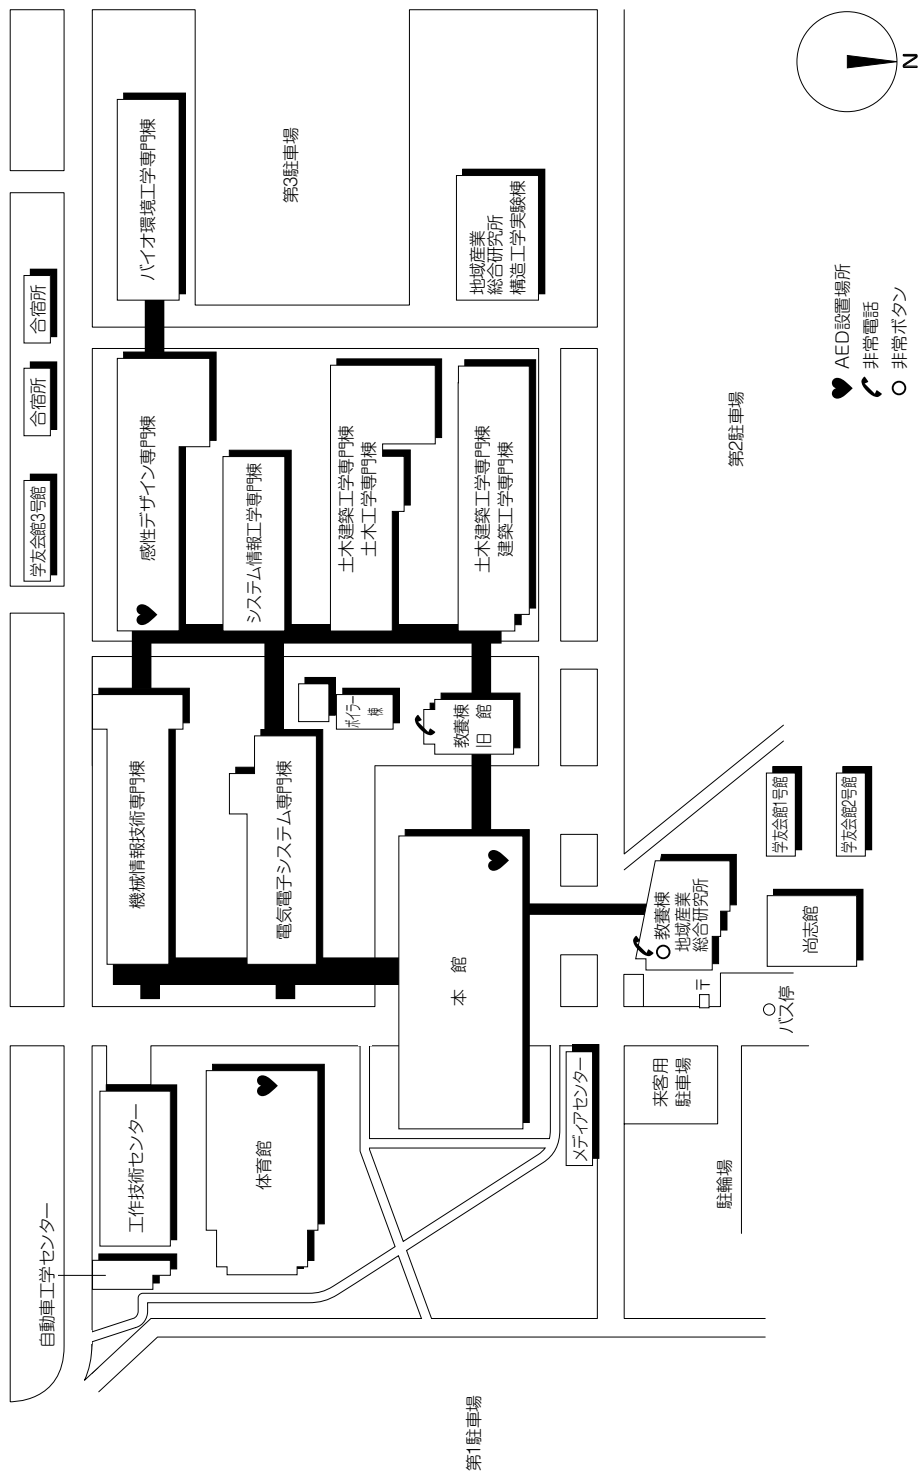 自動車工学センター
工作技術センター
体育館
第1駐車場
機械情報技術専門棟
電気電子システム専門棟
本 館
メディアセンター
来客用
駐車場
駐輪場
バス停
〒
教養棟
地域産業
総合研究所
尚志館
学友会館1号館
学友会館2号館
ボイラー
棟
教養棟
旧 館
感性デザイン専門棟
システム情報工学専門棟
土木建築工学専門棟
土木工学専門棟
土木建築工学専門棟
建築工学専門棟
第2駐車場
学友会館3号館
合宿所
合宿所
バイオ環境工学専門棟
第3駐車場
地域産業
総合研究所
構造工学実験棟
AED設置場所
非常電話
非常ボタン
N